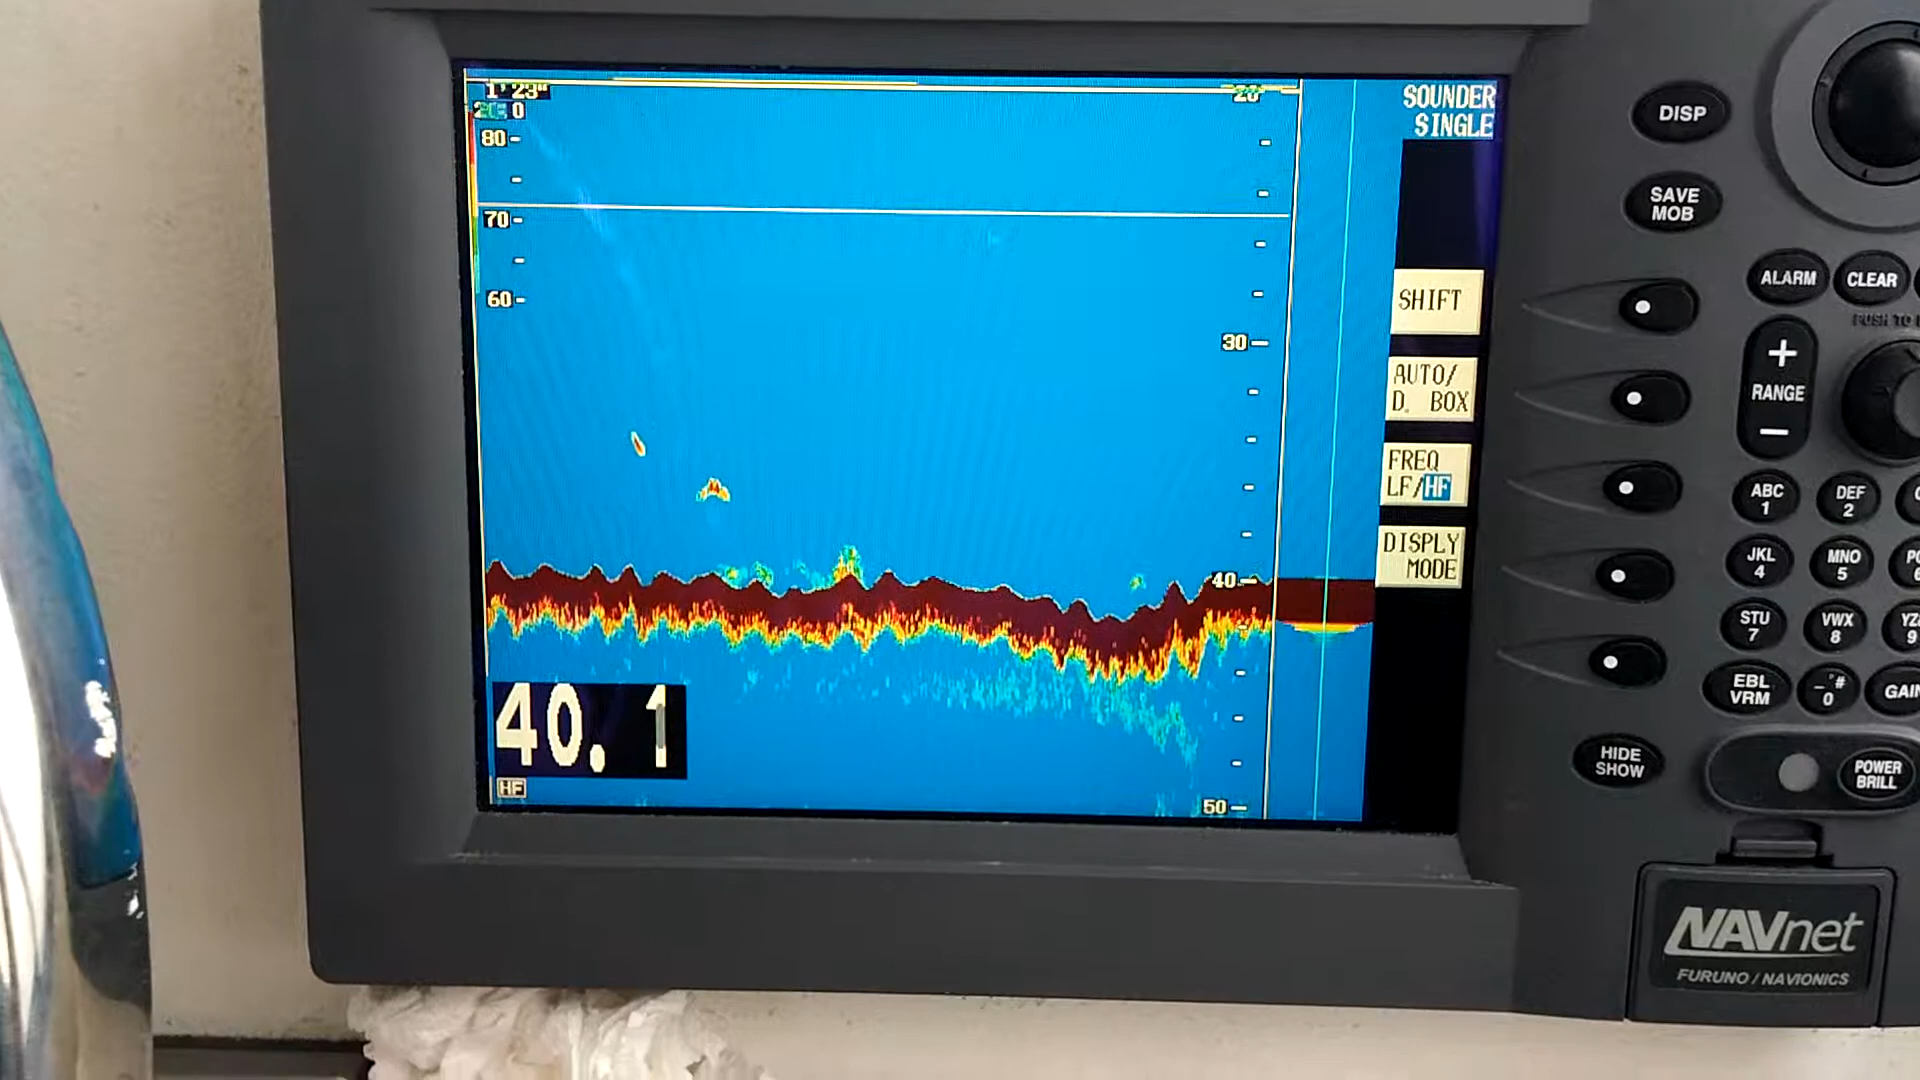 1'23"
0
80
70
60
20
30
40
50
40.1
HF
SOUNDER
SINGLE
SHIFT
AUTO/
D. BOX
FREQ
LF/HF
DISPLY
MODE
DISP
SAVE
MOB
ALARM
CLEAR
PUSH TO
+
RANGE
-
ABC
1
DEF
2
JKL
4
MNO
5
STU
7
VWX
8
EBL
VRM
#
0
HIDE
SHOW
POWER
BRILL
NAVnet
FURUNO / NAVIONICS